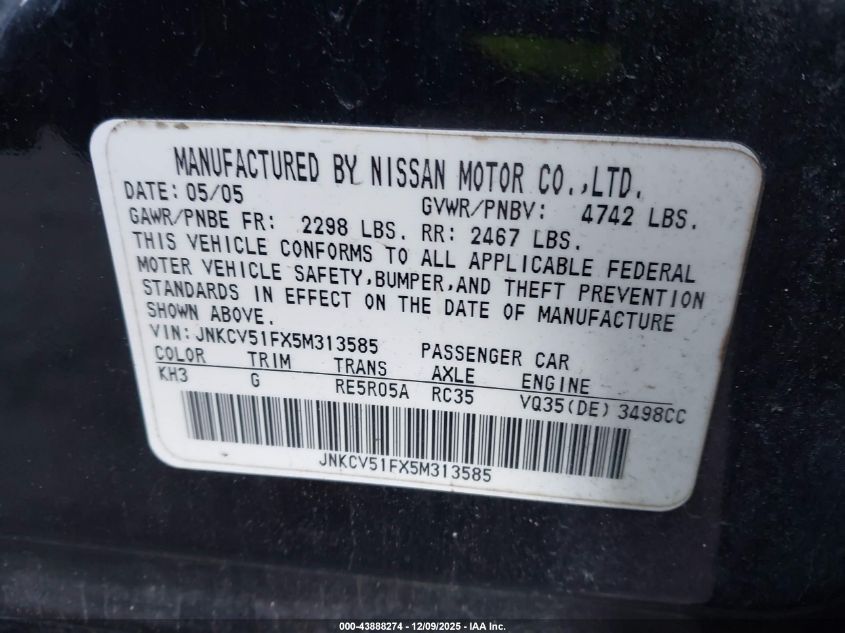 MANUFACTURED BY NISSAN MOTOR CO.,LTD.
DATE: 05/05 GVWR/PNBV: 4742 LBS.
GAWR/PNBE FR: 2298 LBS. RR: 2467 LBS.
THIS VEHICLE CONFORMS TO ALL APPLICABLE FEDERAL
MOTER VEHICLE SAFETY,BUMPER,AND THEFT PREVENTION
STANDARDS IN EFFECT ON THE DATE OF MANUFACTURE
SHOWN ABOVE.
VIN:JNKCV51FX5M313585 PASSENGER CAR
COLOR TRIM TRANS AXLE ENGINE
KH3 G RE5R05A RC35 VQ35(DE) 3498CC
JNKCV51FX5M313585
000-43888274 | 12/09/2025 - IAA Inc.